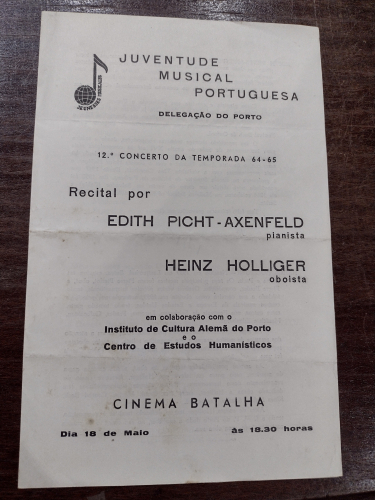 JUVENTUDE
MUSICAL
PORTUGUESA
DELEGAÇÃO DO PORTO
12.º CONCERTO DA TEMPORADA 64-65
Recital por
EDITH PICHT-AXENFELD
pianista
HEINZ HOLLIGER
oboista
em colaboração com o
Instituto de Cultura Alemã do Porto
e o
Centro de Estudos Humanísticos
CINEMA BATALHA
Dia 18 de Maio às 18.30 horas